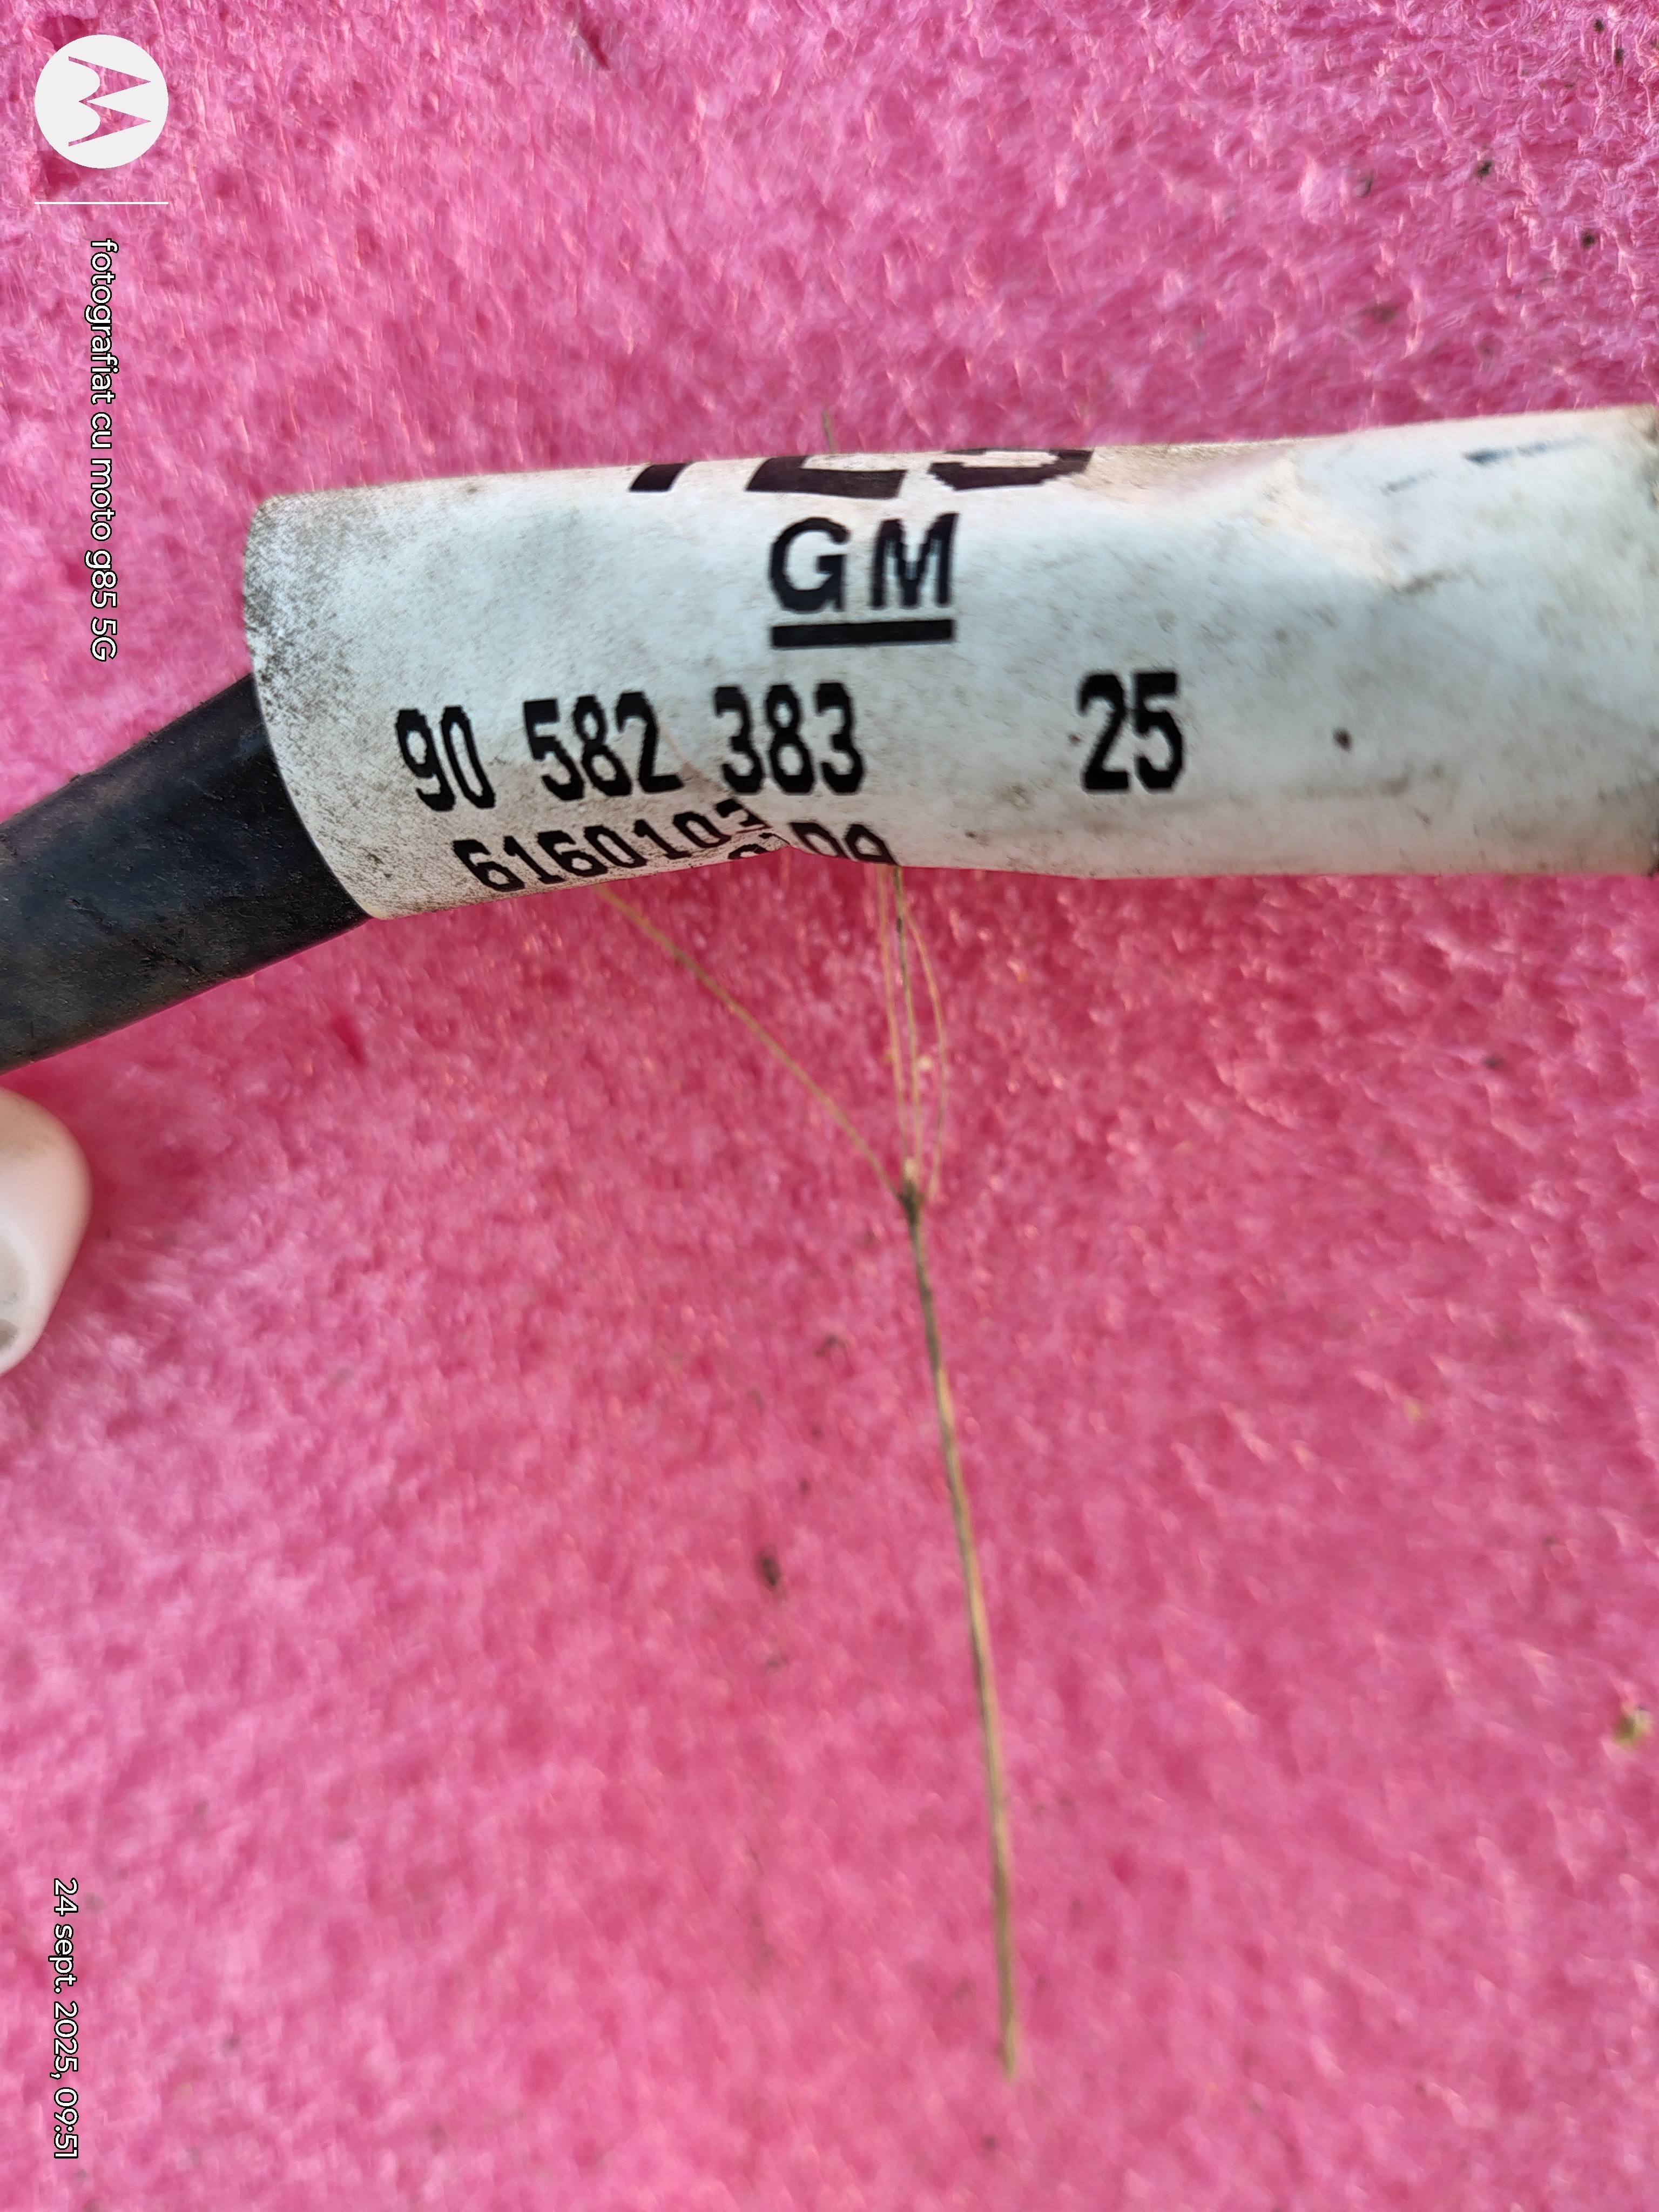 GM
90 582 383 25
fotografiat cu moto g85 5G
24 sept. 2025, 09:51